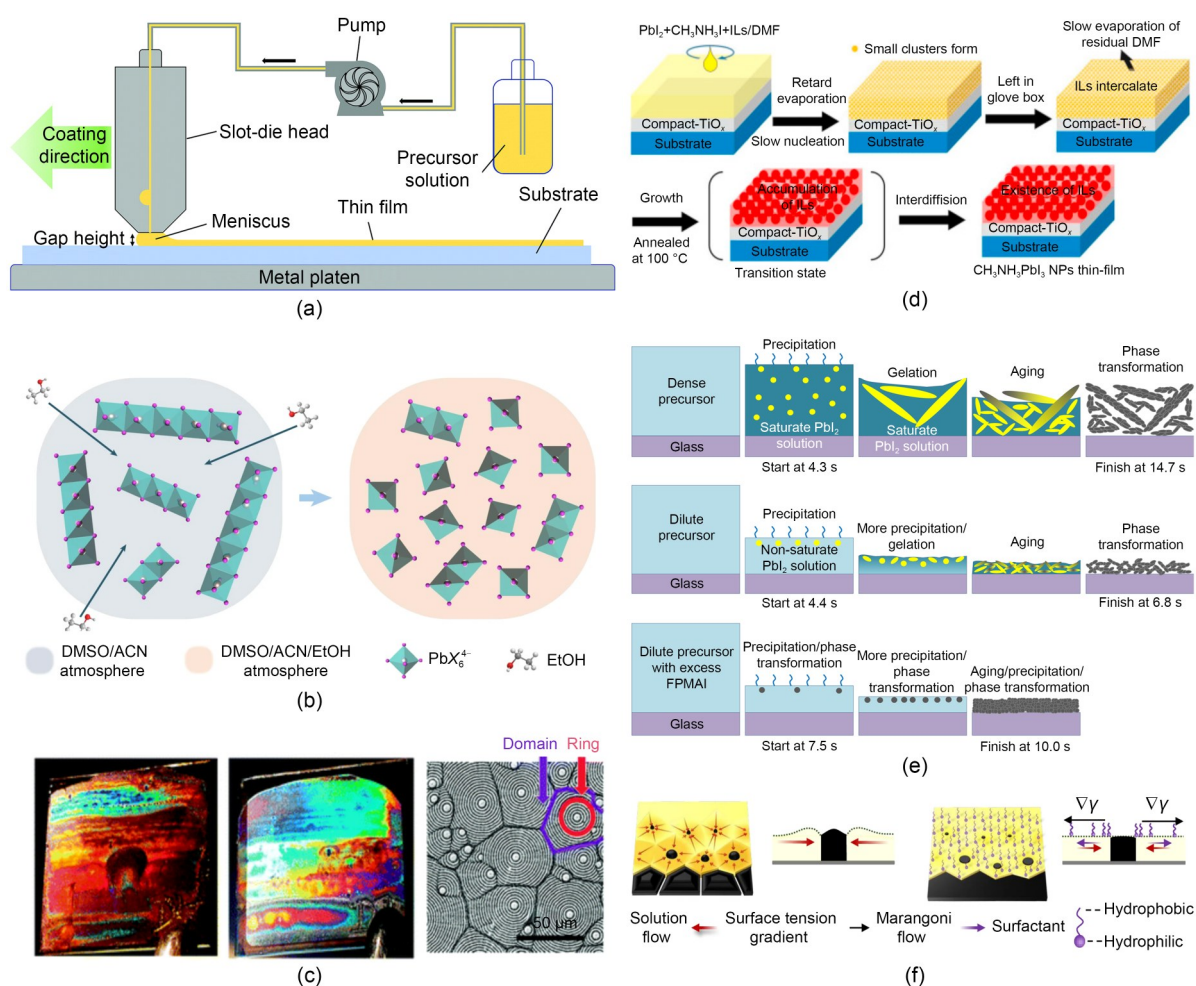 Pump
Slot-die head
Coating
direction
Precursor
solution
Substrate
Meniscus
Thin film
Gap height
Metal platen
(a)
DMSO/ACN
atmosphere
DMSO/ACN/EtOH
atmosphere
PbX₆⁴⁻
EtOH
(b)
Domain
Ring
50 μm
(c)
PbI₂+CH₃NH₃I+ILs/DMF
Small clusters form
Slow evaporation of
residual DMF
Retard
evaporation
Slow nucleation
Left in
glove box
ILs intercalate
Compact-TiOₓ
Substrate
Compact-TiOₓ
Substrate
Compact-TiOₓ
Substrate
Growth
Annealed
at 100 °C
Accumulation
of ILs
Compact-TiOₓ
Substrate
Transition state
Interdiffision
Existence of ILs
Compact-TiOₓ
Substrate
CH₃NH₃PbI₃ NPs thin-film
(d)
Dense
precursor
Glass
Precipitation
Saturate PbI₂
solution
Start at 4.3 s
Gelation
Saturate
PbI₂ solution
Aging
Phase
transformation
Finish at 14.7 s
Dilute
precursor
Glass
Precipitation
Non-saturate
PbI₂ solution
Start at 4.4 s
More precipitation/
gelation
Aging
Phase
transformation
Finish at 6.8 s
Dilute precursor
with excess
FPMAI
Glass
Precipitation/phase
transformation
Start at 7.5 s
More precipitation/
phase
transformation
Aging/precipitation/
phase transformation
Finish at 10.0 s
(e)
∇γ
∇γ
Solution
flow
Surface tension
gradient
Marangoni
flow
Surfactant
Hydrophobic
Hydrophilic
(f)